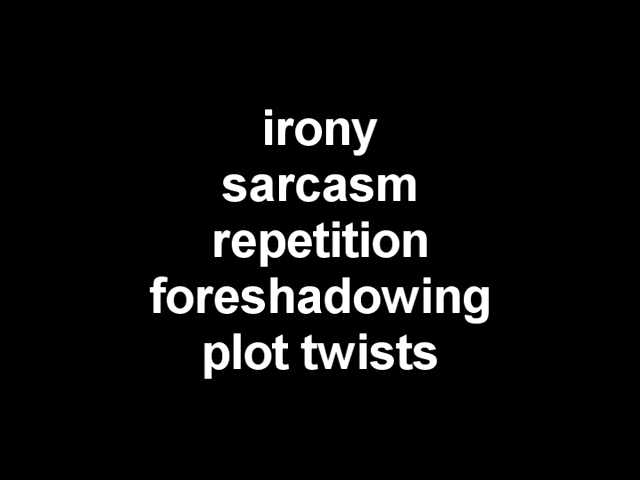 irony
sarcasm
repetition
foreshadowing
plot twists